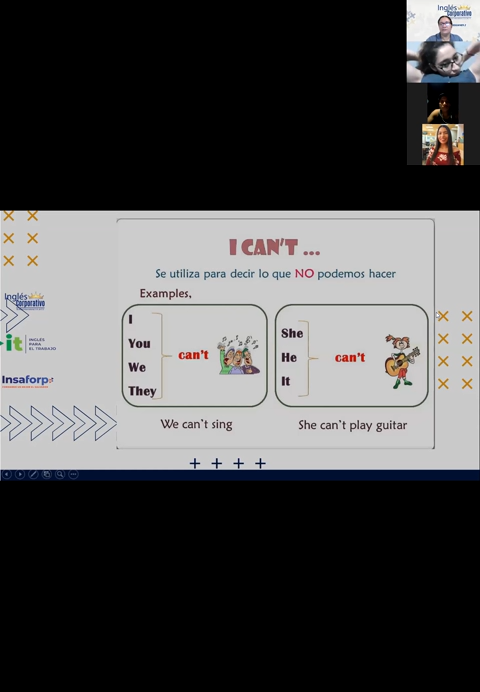 Inglés
Corporativo
I CAN'T ...
Se utiliza para decir lo que NO podemos hacer
Examples,
I
You
We
They
can't
She
He
It
can't
We can't sing
She can't play guitar
Inglés
Corporativo
it
INGLÉS
PARA
EL TRABAJO
Insaforp